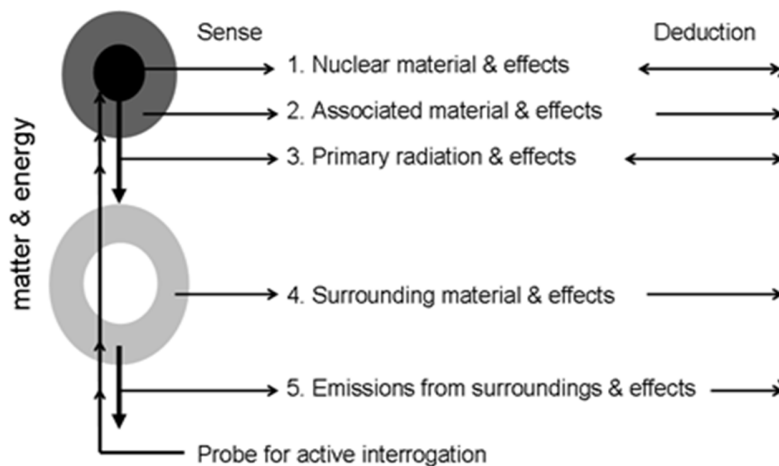 Sense
Deduction
1. Nuclear material & effects
2. Associated material & effects
3. Primary radiation & effects
matter & energy
4. Surrounding material & effects
5. Emissions from surroundings & effects
Probe for active interrogation